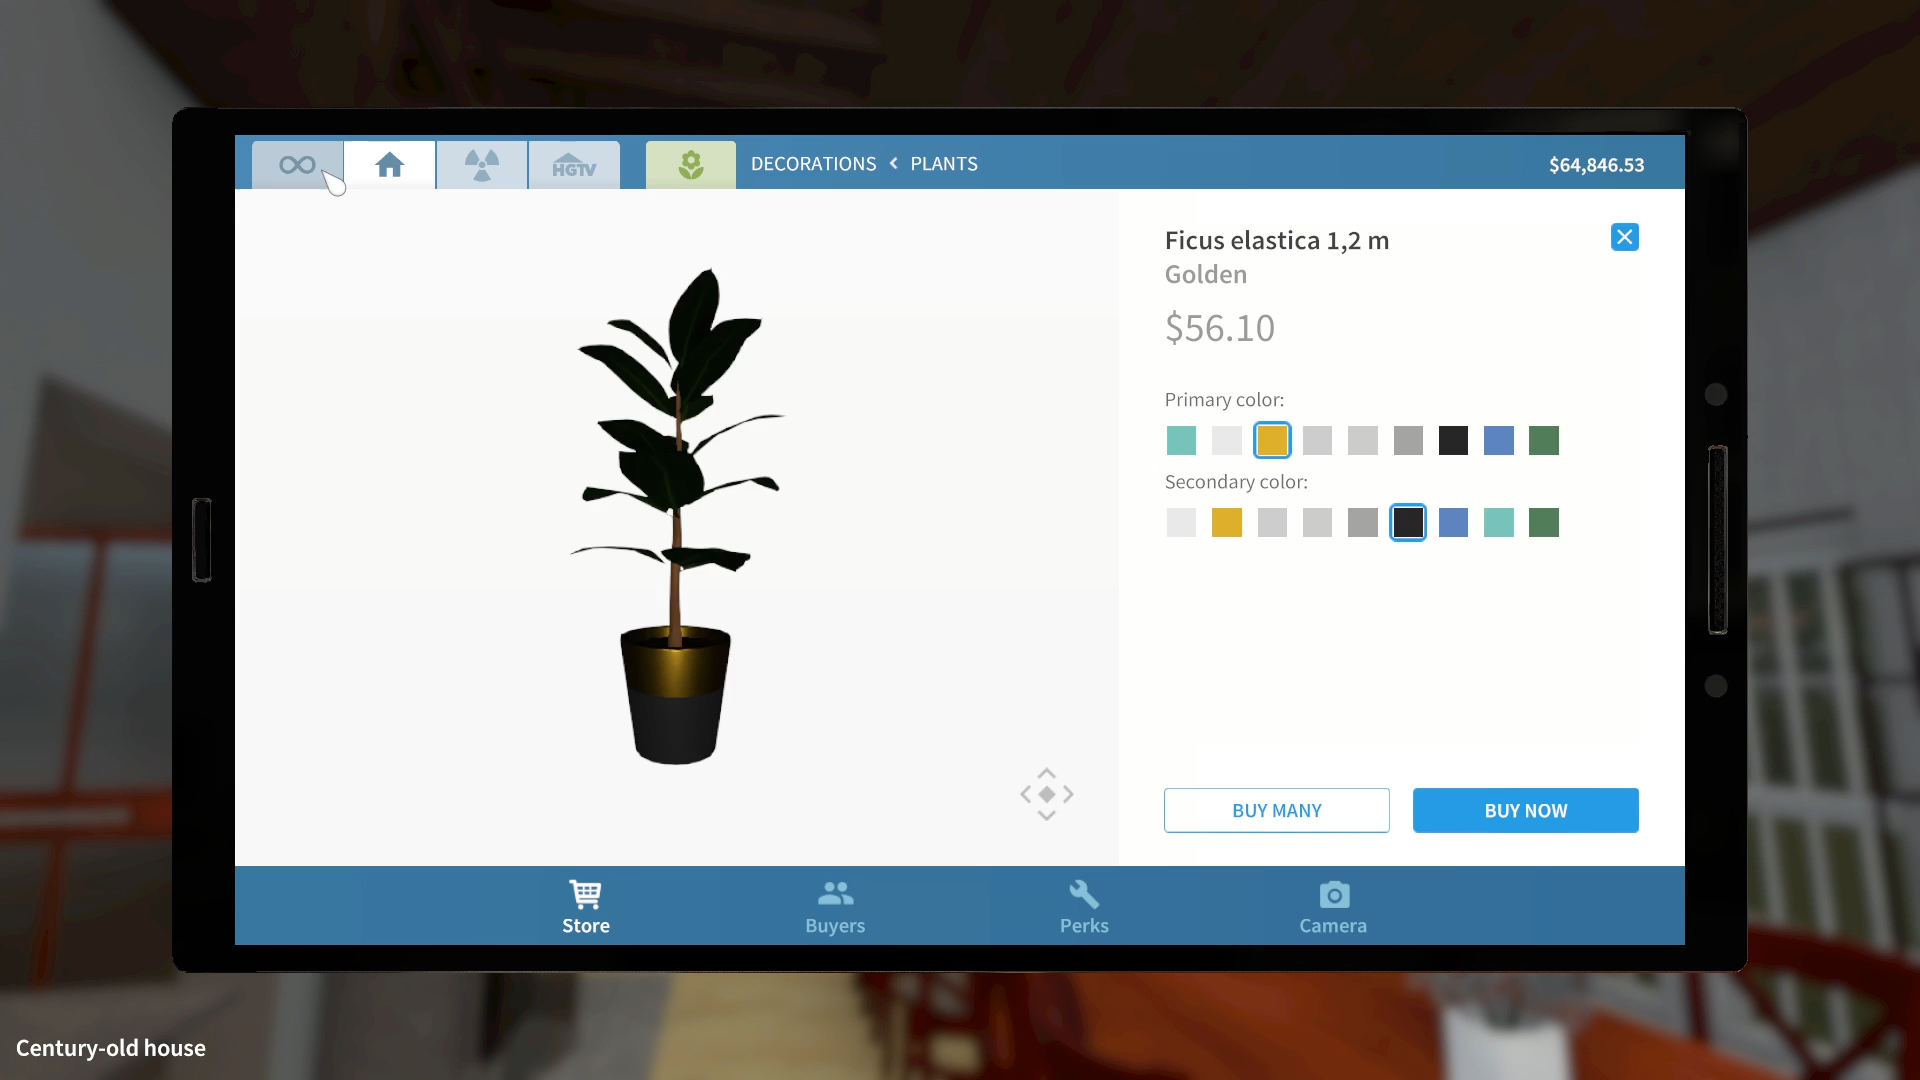 HGTV
DECORATIONS < PLANTS
$64,846.53
Ficus elastica 1,2 m
Golden
$56.10
Primary color:
Secondary color:
BUY MANY
BUY NOW
Store
Buyers
Perks
Camera
Century-old house